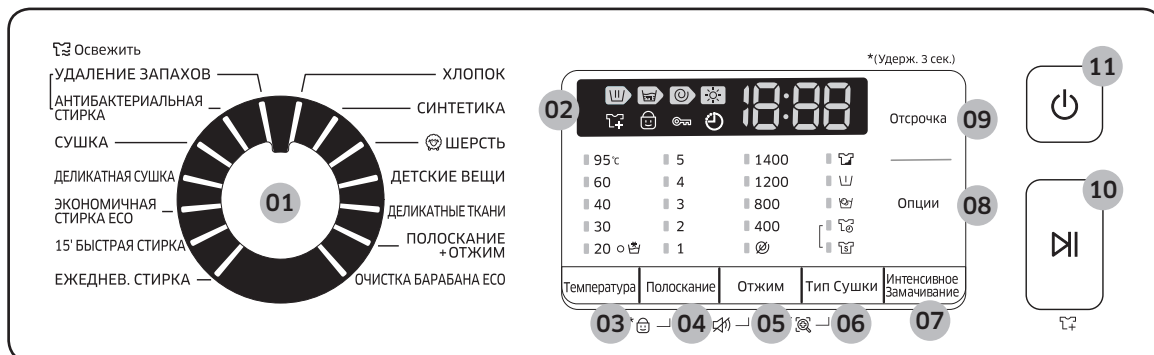 Освежить
УДАЛЕНИЕ ЗАПАХОВ
АНТИБАКТЕРИАЛЬНАЯ
СТИРКА
СУШКА
ДЕЛИКАТНАЯ СУШКА
ЭКОНОМИЧНАЯ
СТИРКА ECO
15' БЫСТРАЯ СТИРКА
ЕЖЕДНЕВ. СТИРКА
01
ХЛОПОК
СИНТЕТИКА
ШЕРСТЬ
ДЕТСКИЕ ВЕЩИ
ДЕЛИКАТНЫЕ ТКАНИ
ПОЛОСКАНИЕ
+ОТЖИМ
ОЧИСТКА БАРАБАНА ECO
*(Удерж. 3 сек.)
02
18:88
95℃ 5 1400
60 4 1200
40 3 800
30 2 400
20 1
Отсрочка 09
Опции 08
Температура Полоскание Отжим Тип Сушки Интенсивное
Замачивание
03 * 04 05 06 07
11
10